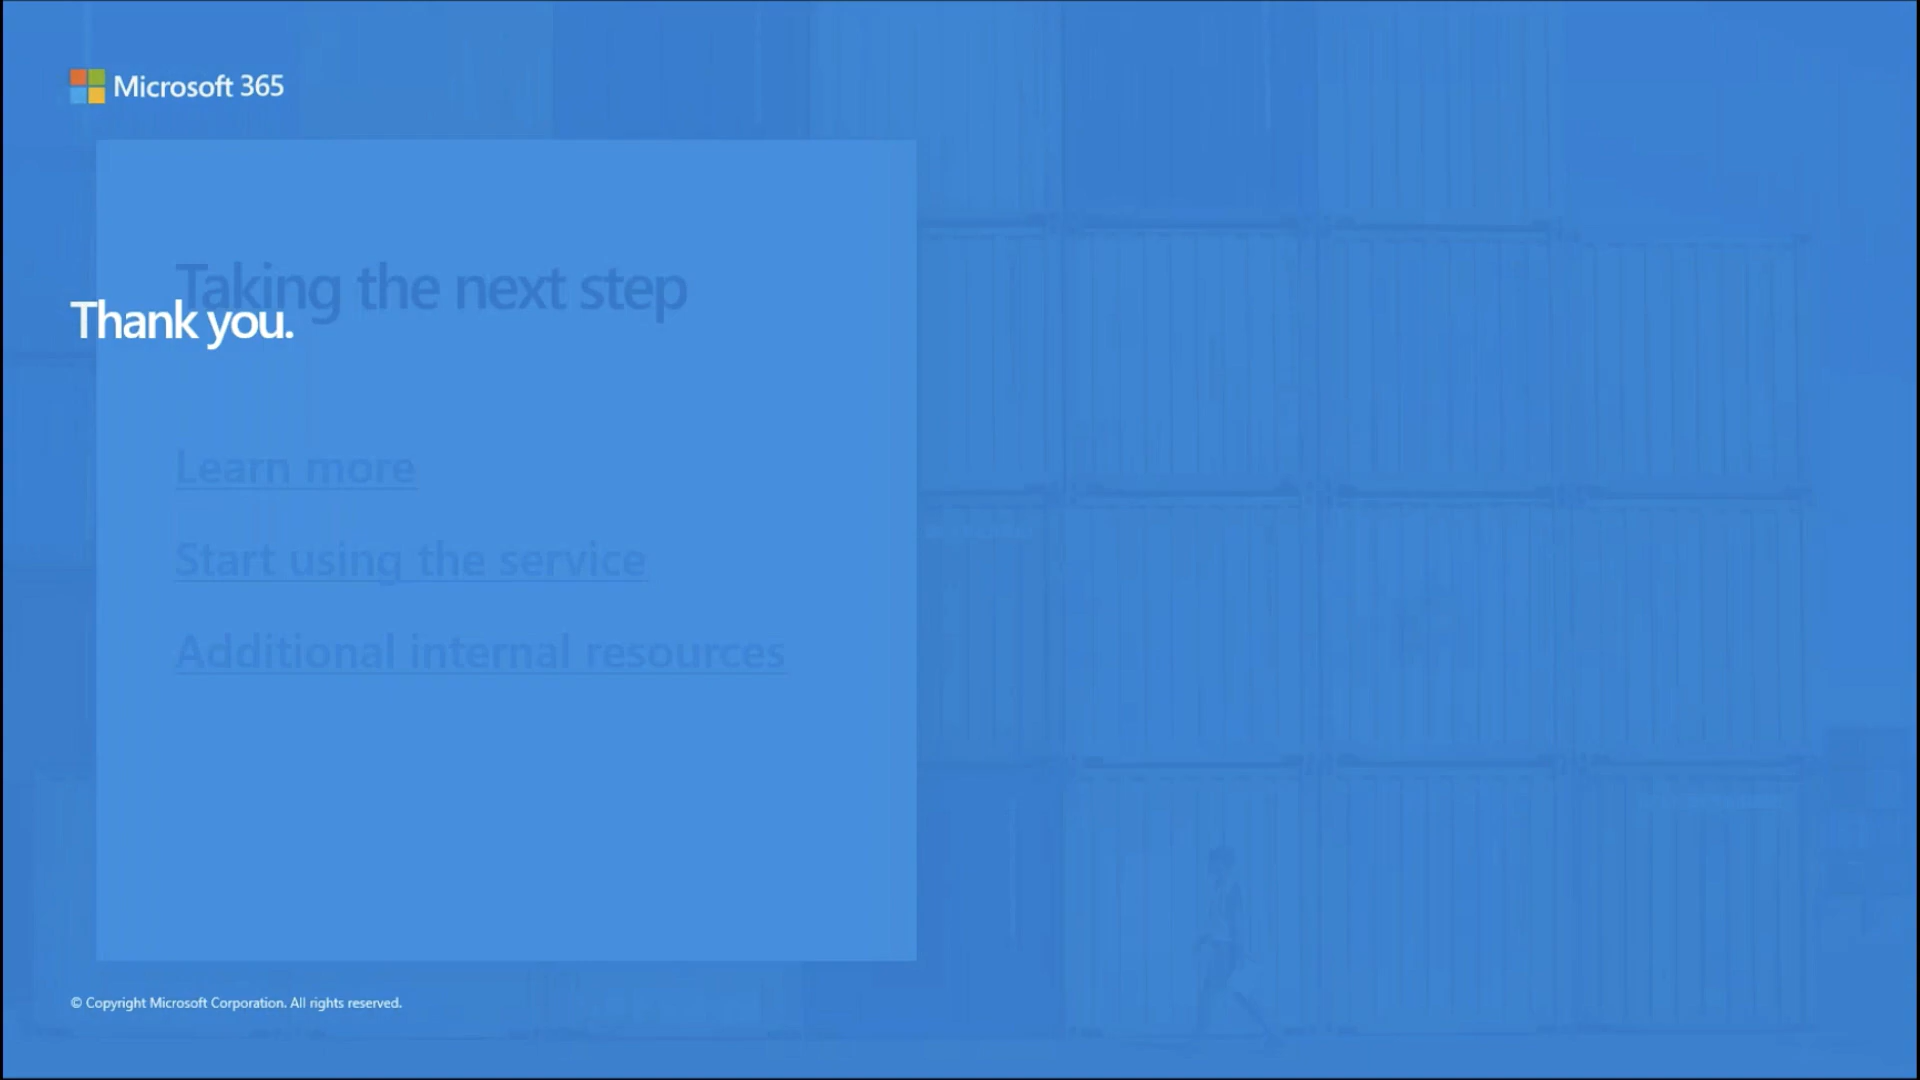 Microsoft 365
Taking the next step
Thank you.
Learn more
Start using the service
Additional internal resources
© Copyright Microsoft Corporation. All rights reserved.